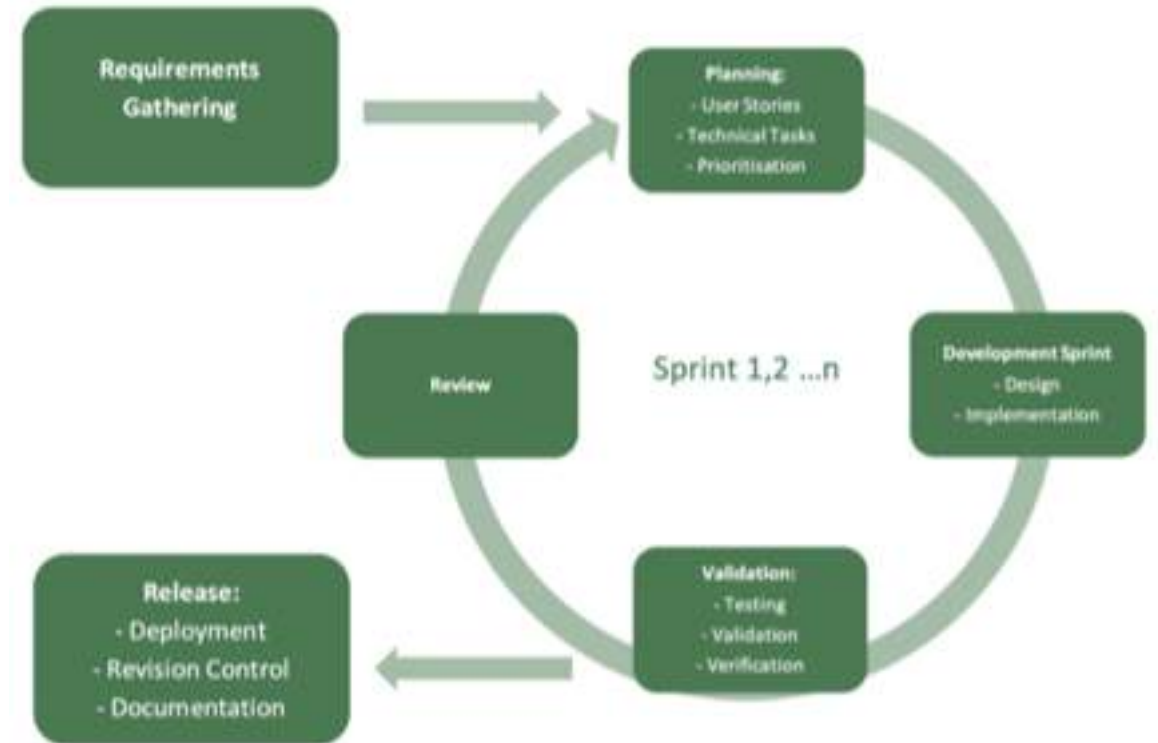 Requirements
Gathering
Planning:
- User Stories
- Technical Tasks
- Prioritisation
Development Sprint
- Design
- Implementation
Sprint 1,2 ...n
Review
Validation:
- Testing
- Validation
- Verification
Release:
- Deployment
- Revision Control
- Documentation